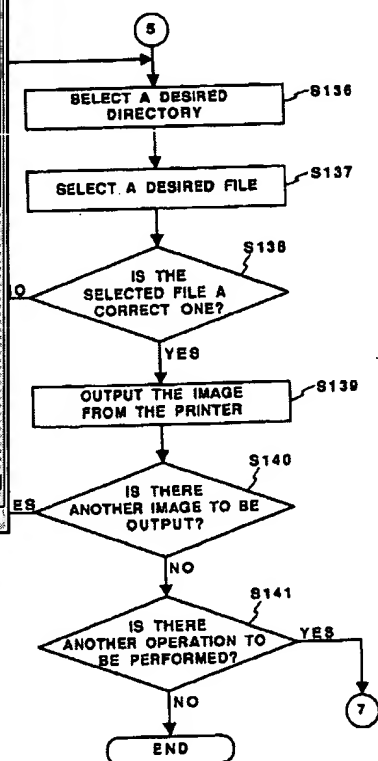 5
SELECT A DESIRED
DIRECTORY
S136
SELECT A DESIRED FILE
S137
S138
IS THE
SELECTED FILE A
CORRECT ONE?
O
YES
OUTPUT THE IMAGE
FROM THE PRINTER
S139
S140
IS THERE
ANOTHER IMAGE TO BE
OUTPUT?
ES
NO
S141
IS THERE
ANOTHER OPERATION TO
BE PERFORMED?
YES
NO
7
END